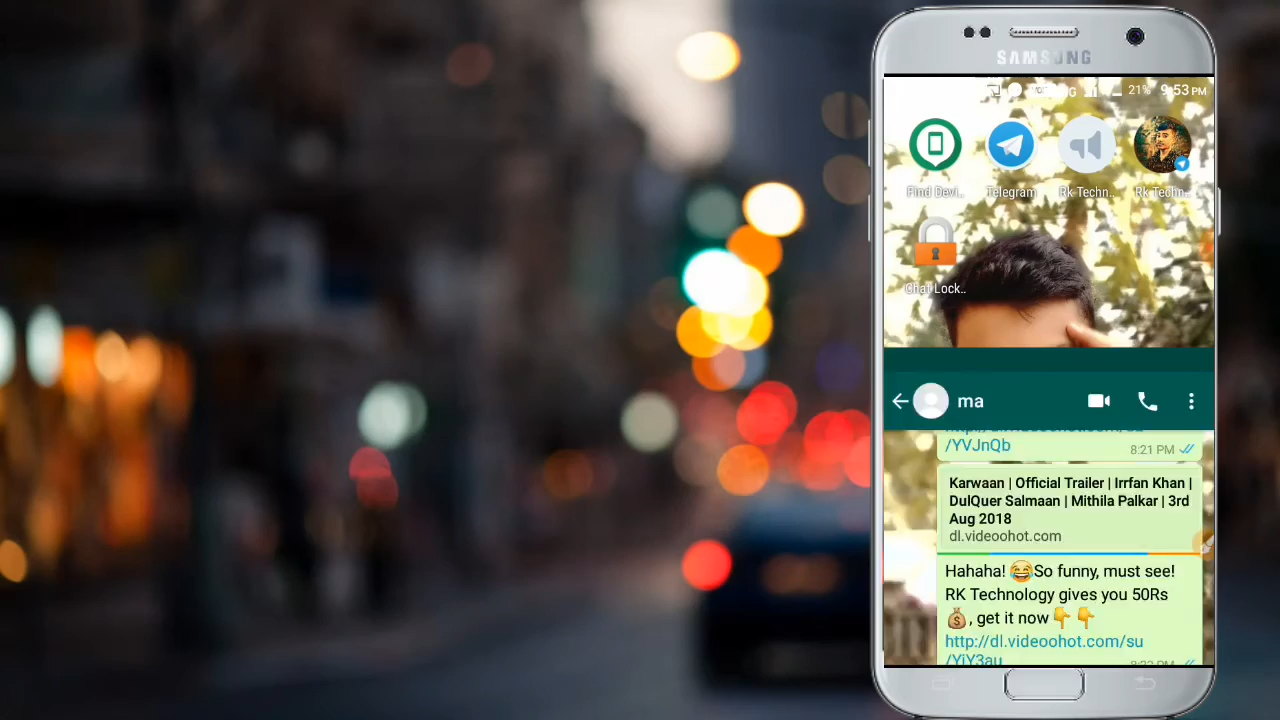 SAMSUNG
21% 9:53 PM
Find Devi.. Telegram Rk Techn.. Rk Techn..
Chat Lock..
ma
/YVJnQb
8:21 PM
Karwaan | Official Trailer | Irrfan Khan |
DulQuer Salmaan | Mithila Palkar | 3rd
Aug 2018
dl.videoohot.com
Hahaha! 😂So funny, must see!
RK Technology gives you 50Rs
💰, get it now👇👇
http://dl.videoohot.com/su
/YiY3au